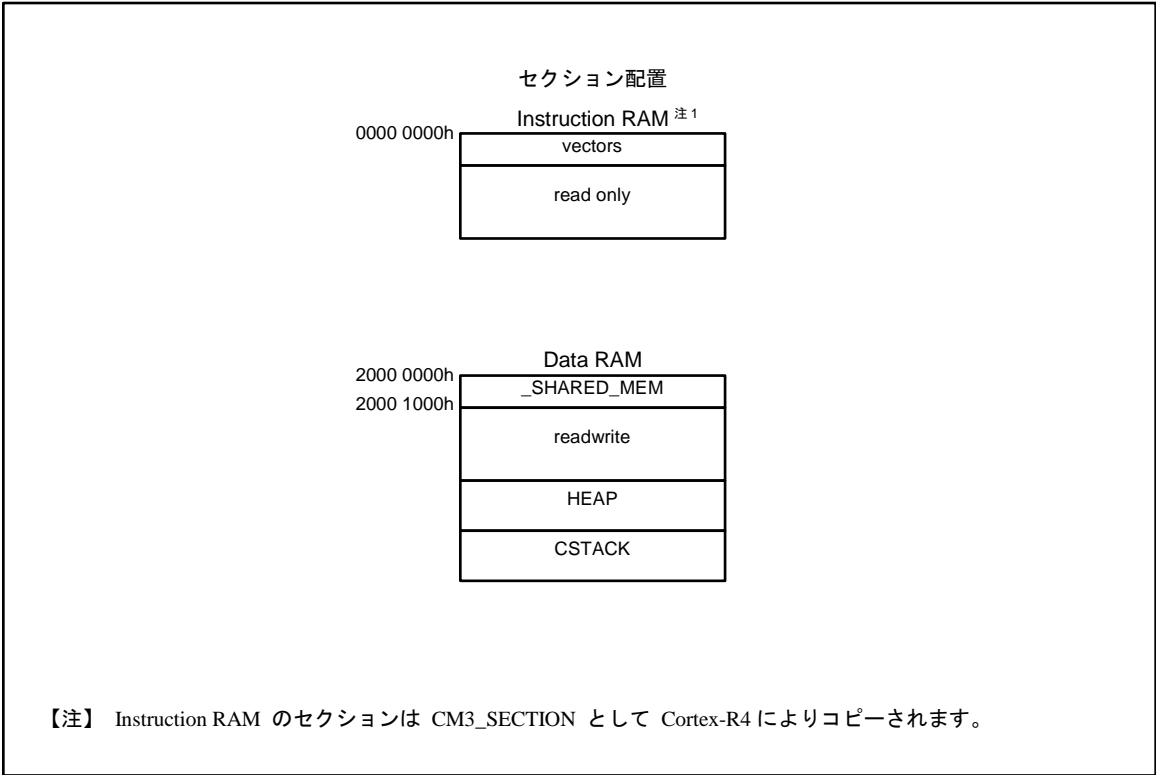 セクション配置
Instruction RAM 注 1
0000 0000h
vectors
read only
Data RAM
2000 0000h
_SHARED_MEM
2000 1000h
readwrite
HEAP
CSTACK
【注】 Instruction RAM のセクションは CM3_SECTION として Cortex-R4 によりコピーされます。